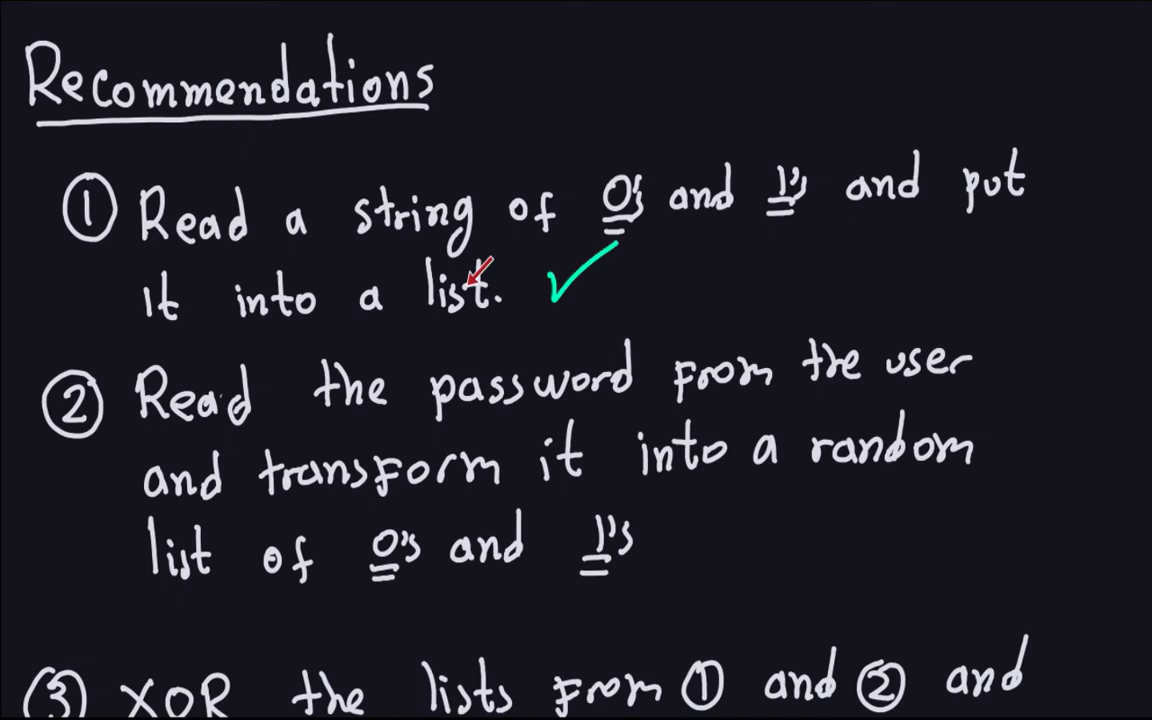 Recommendations
① Read a string of 0's and 1's and put
it into a list.
② Read the password from the user
and transform it into a random
list of 0's and 1's
③ XOR the lists from ① and ② and